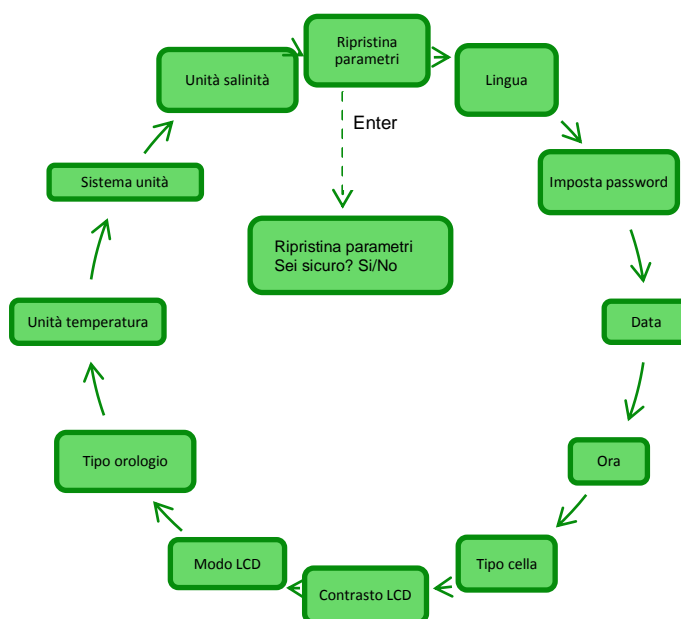 Ripristina
parametri
Unità salinità
Lingua
Enter
Sistema unità
Imposta password
Ripristina parametri
Sei sicuro? Si/No
Unità temperatura
Data
Tipo orologio
Ora
Modo LCD
Tipo cella
Contrasto LCD